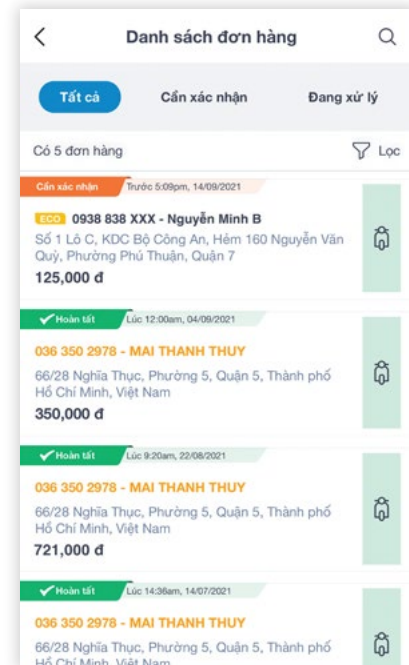 Danh sách đơn hàng
Tất cả Cần xác nhận Đang xử lý
Có 5 đơn hàng Lọc
Cần xác nhận Trước 5:09pm, 14/09/2021
ECO 0938 838 XXX - Nguyễn Minh B
Số 1 Lô C, KDC Bộ Công An, Hẻm 160 Nguyễn Văn
Quỳ, Phường Phú Thuận, Quận 7
125,000 đ
Hoàn tất Lúc 12:00am, 04/09/2021
036 350 2978 - MAI THANH THUY
66/28 Nghĩa Thục, Phường 5, Quận 5, Thành phố
Hồ Chí Minh, Việt Nam
350,000 đ
Hoàn tất Lúc 9:20am, 22/08/2021
036 350 2978 - MAI THANH THUY
66/28 Nghĩa Thục, Phường 5, Quận 5, Thành phố
Hồ Chí Minh, Việt Nam
721,000 đ
Hoàn tất Lúc 14:36am, 14/07/2021
036 350 2978 - MAI THANH THUY
66/28 Nghĩa Thục, Phường 5, Quận 5, Thành phố
Hồ Chí Minh, Việt Nam